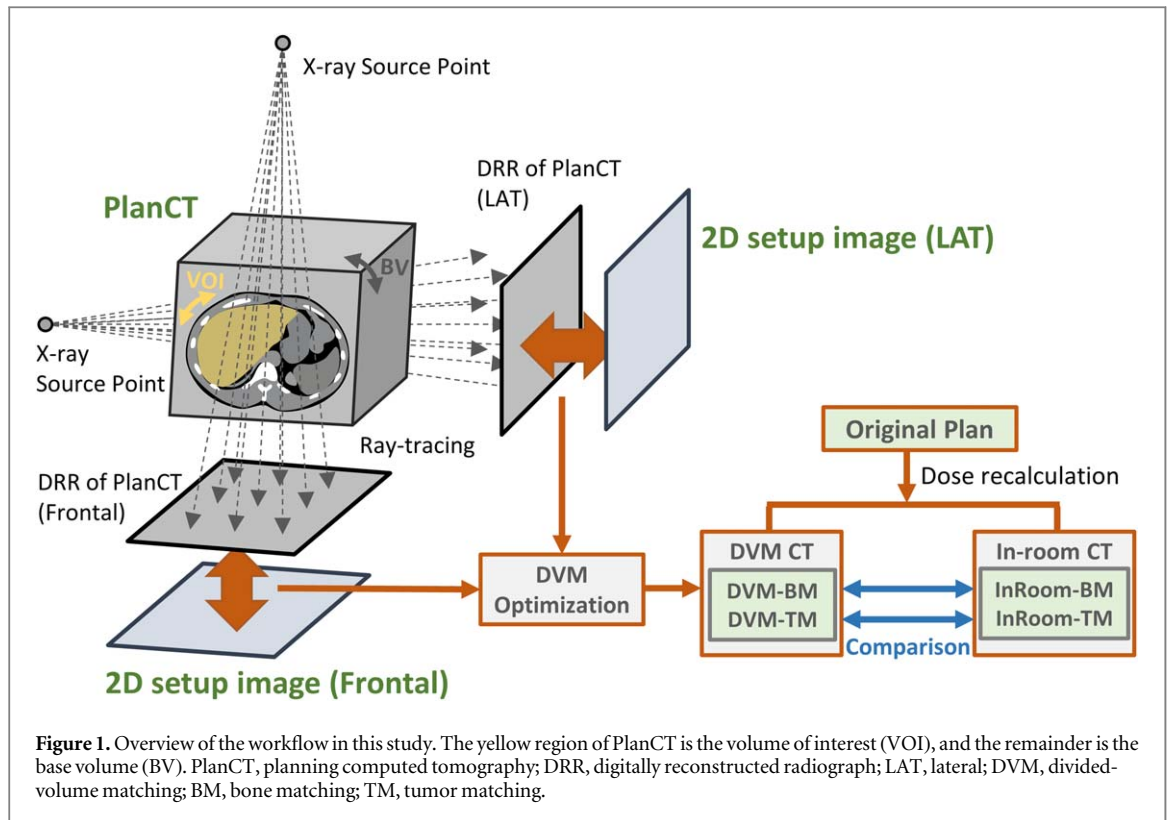 X-ray Source Point
DRR of PlanCT
(LAT)
PlanCT
2D setup image (LAT)
BV
VOI
X-ray
Source Point
Ray-tracing
Original Plan
DRR of PlanCT
(Frontal)
Dose recalculation
DVM
Optimization
DVM CT
DVM-BM
DVM-TM
In-room CT
InRoom-BM
InRoom-TM
Comparison
2D setup image (Frontal)
Figure 1. Overview of the workflow in this study. The yellow region of PlanCT is the volume of interest (VOI), and the remainder is the
base volume (BV). PlanCT, planning computed tomography; DRR, digitally reconstructed radiograph; LAT, lateral; DVM, divided-
volume matching; BM, bone matching; TM, tumor matching.